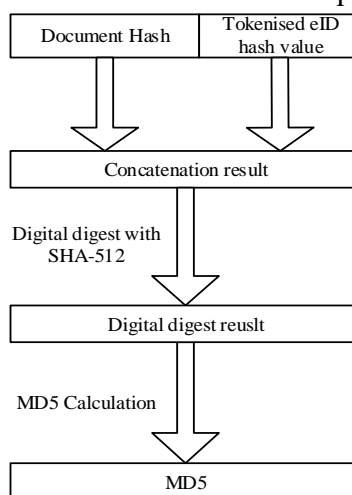 Document Hash
Tokenised eID
hash value
Concatenation result
Digital digest with
SHA-512
Digital digest reuslt
MD5 Calculation
MD5